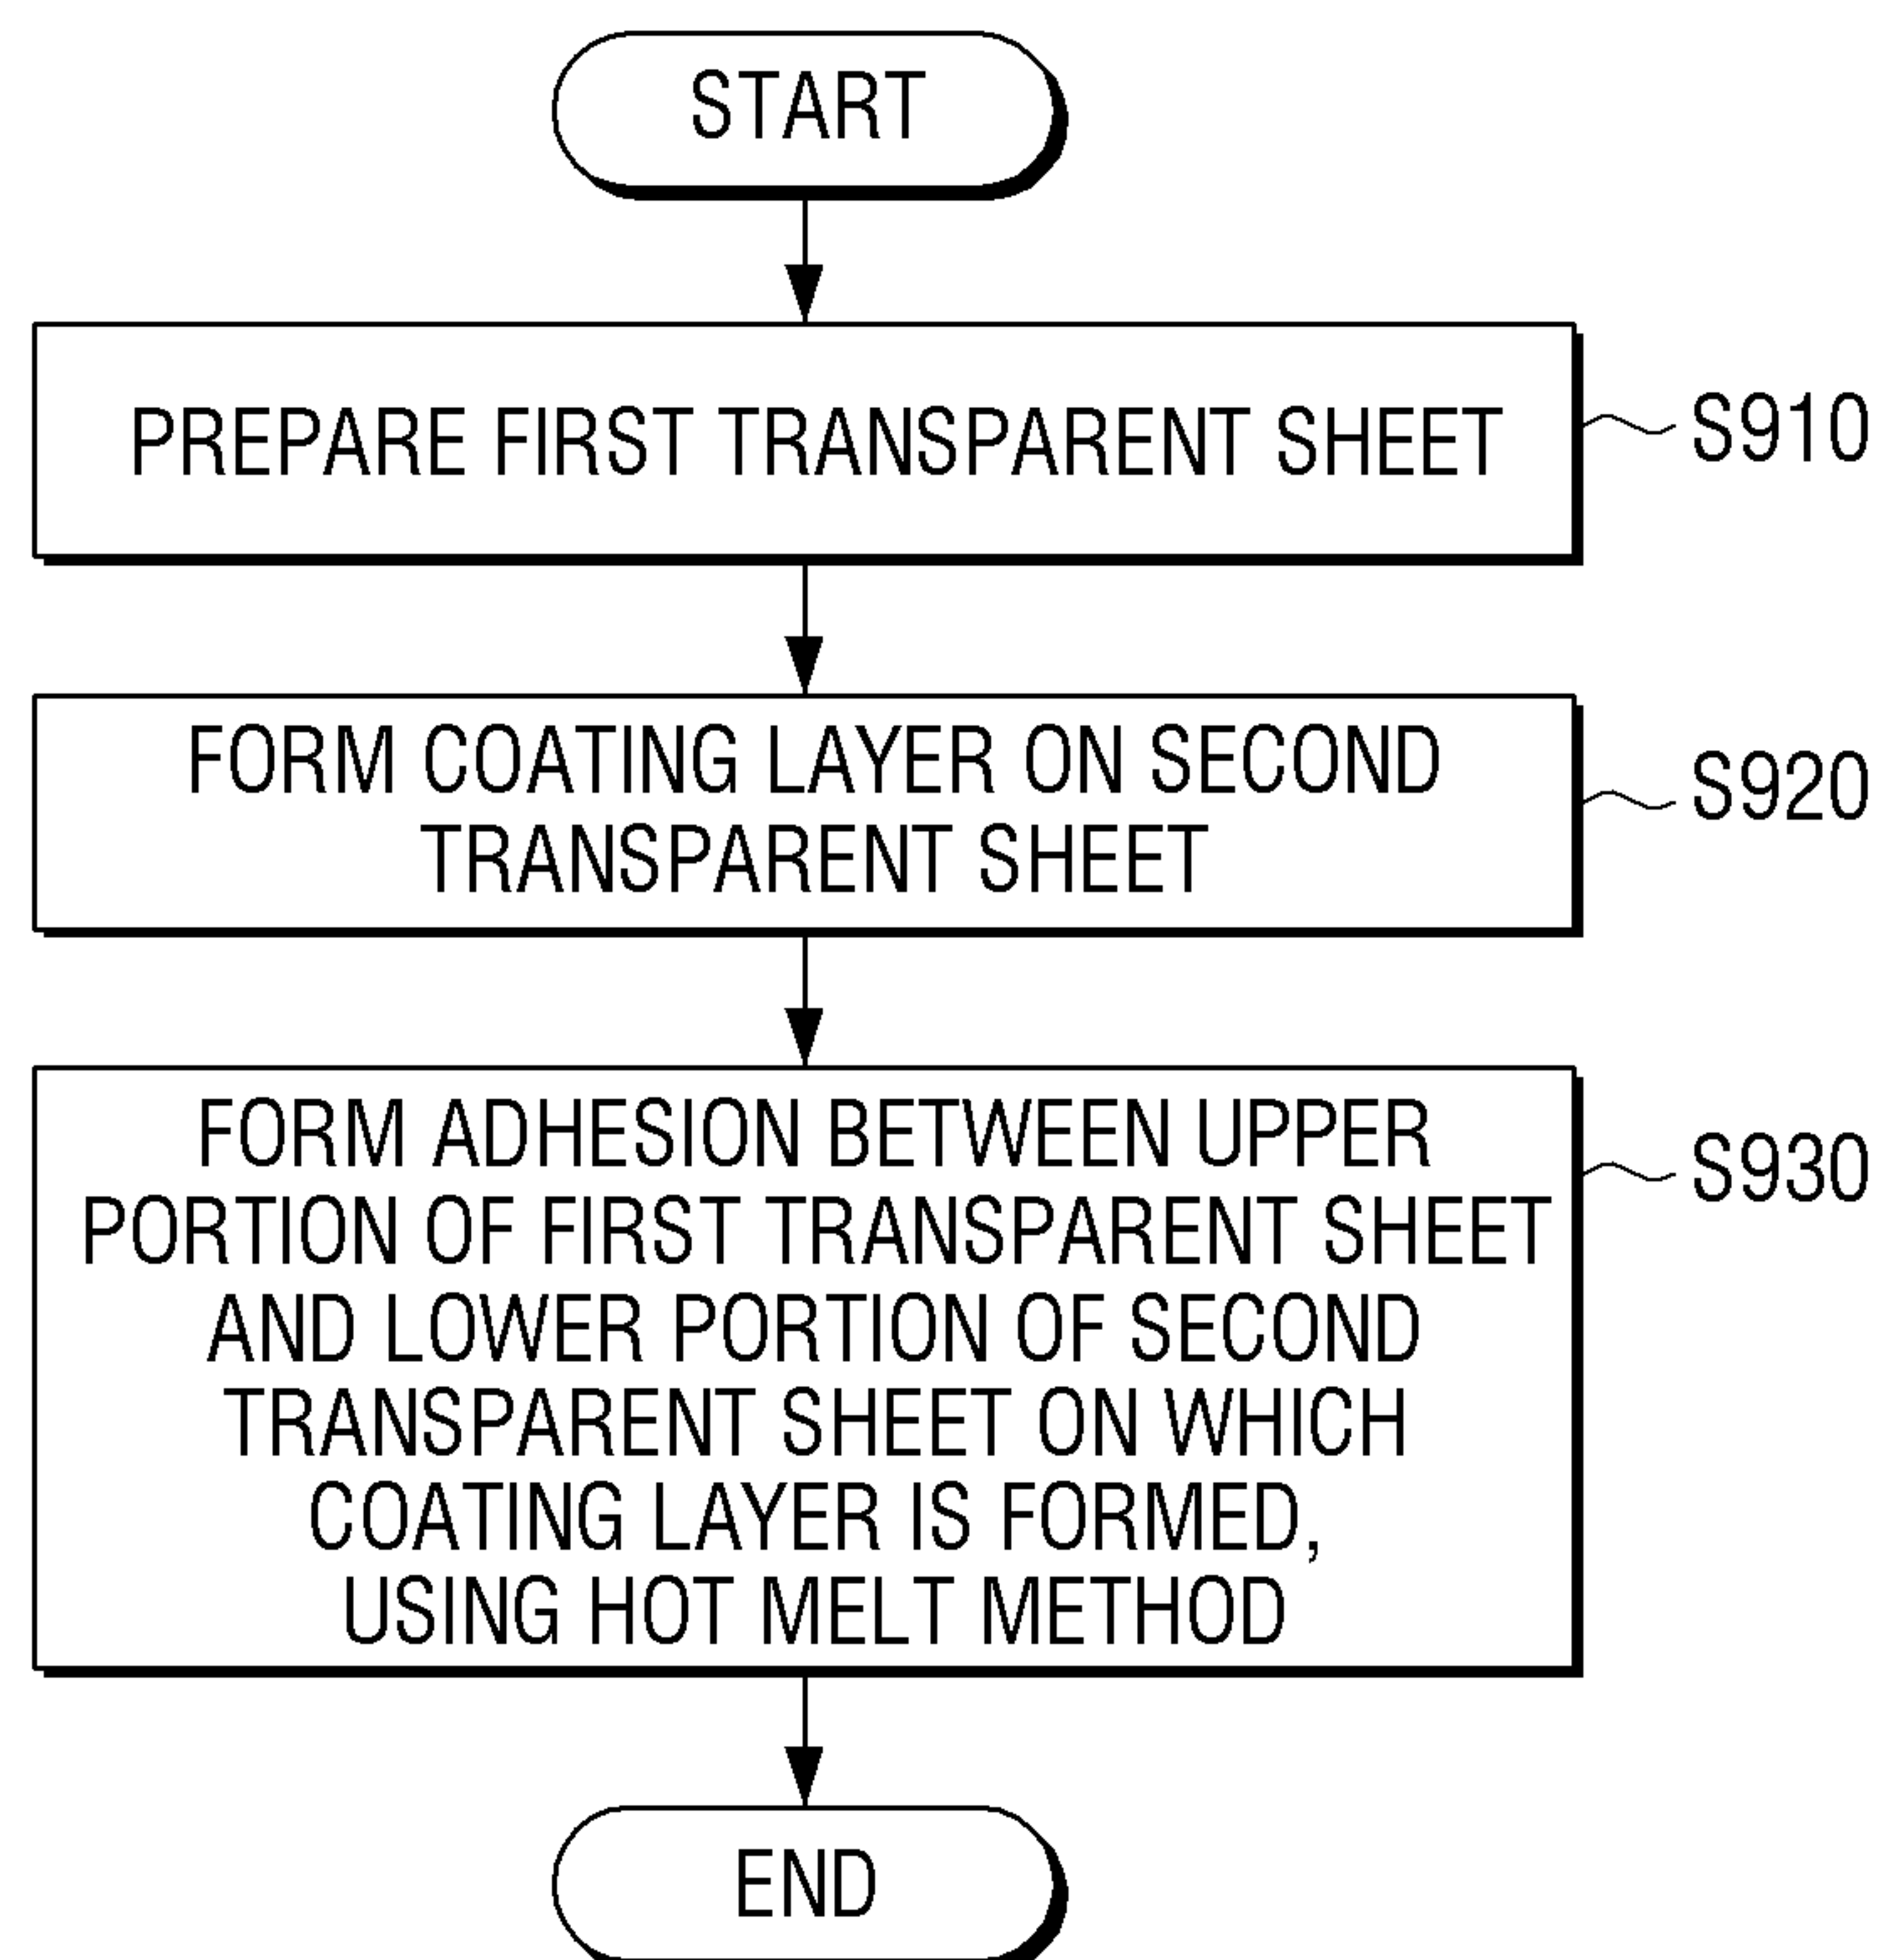 START
PREPARE FIRST TRANSPARENT SHEET
S910
FORM COATING LAYER ON SECOND
TRANSPARENT SHEET
S920
FORM ADHESION BETWEEN UPPER
PORTION OF FIRST TRANSPARENT SHEET
AND LOWER PORTION OF SECOND
TRANSPARENT SHEET ON WHICH
COATING LAYER IS FORMED,
USING HOT MELT METHOD
S930
END